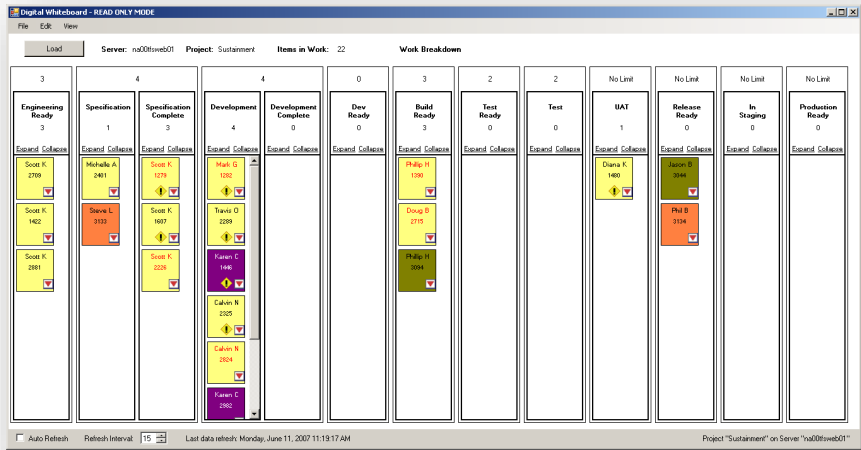 Digital Whiteboard - READ ONLY MODE
File Edit View
Load Server: na00tfsweb01 Project: Sustainment Items in Work: 22 Work Breakdown
3 4 4 0 3 2 2 No Limit No Limit No Limit No Limit
Engineering Ready
3
Expand Collapse
Scott K
2709
Scott K
1422
Scott K
2881
Specification
1
Expand Collapse
Michelle A
2401
Steve L
3133
Specification Complete
3
Expand Collapse
Scott K
1279
Scott K
1607
Scott K
2226
Development
4
Expand Collapse
Mark G
1282
Travis O
2289
Karen C
1446
Calvin N
2325
Calvin N
2824
Karen C
2982
Development Complete
0
Expand Collapse
Dev Ready
0
Expand Collapse
Build Ready
3
Expand Collapse
Phillip H
1390
Doug B
2715
Phillip H
3094
Test Ready
0
Expand Collapse
Test
0
Expand Collapse
UAT
1
Expand Collapse
Diana K
1480
Release Ready
0
Expand Collapse
Jason B
3044
Phil B
3134
In Staging
0
Expand Collapse
Production Ready
0
Expand Collapse
Auto Refresh Refresh Interval: 15 Last data refresh: Monday, June 11, 2007 11:19:17 AM Project "Sustainment" on Server "na00tfsweb01"